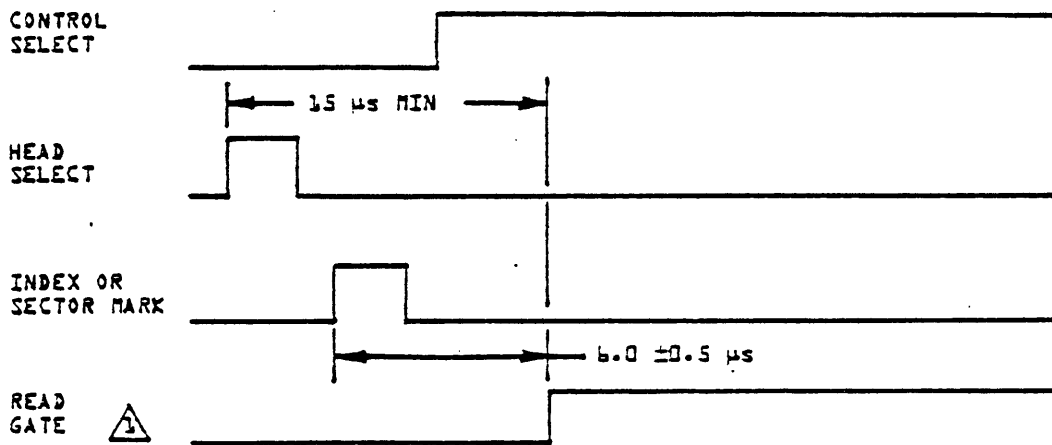 CONTROL
SELECT
15 µs MIN
HEAD
SELECT
INDEX OR
SECTOR MARK
6.0 ±0.5 µs
READ
GATE 1